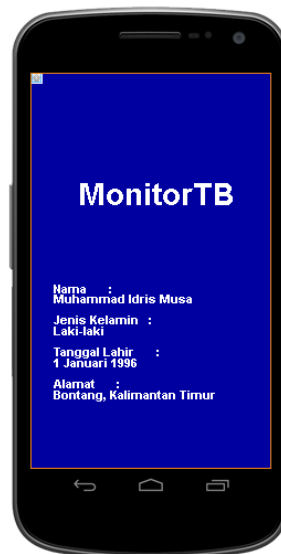 MonitorTB
Nama :
Muhammad Idris Musa
Jenis Kelamin :
Laki-laki
Tanggal Lahir :
1 Januari 1996
Alamat :
Bontang, Kalimantan Timur